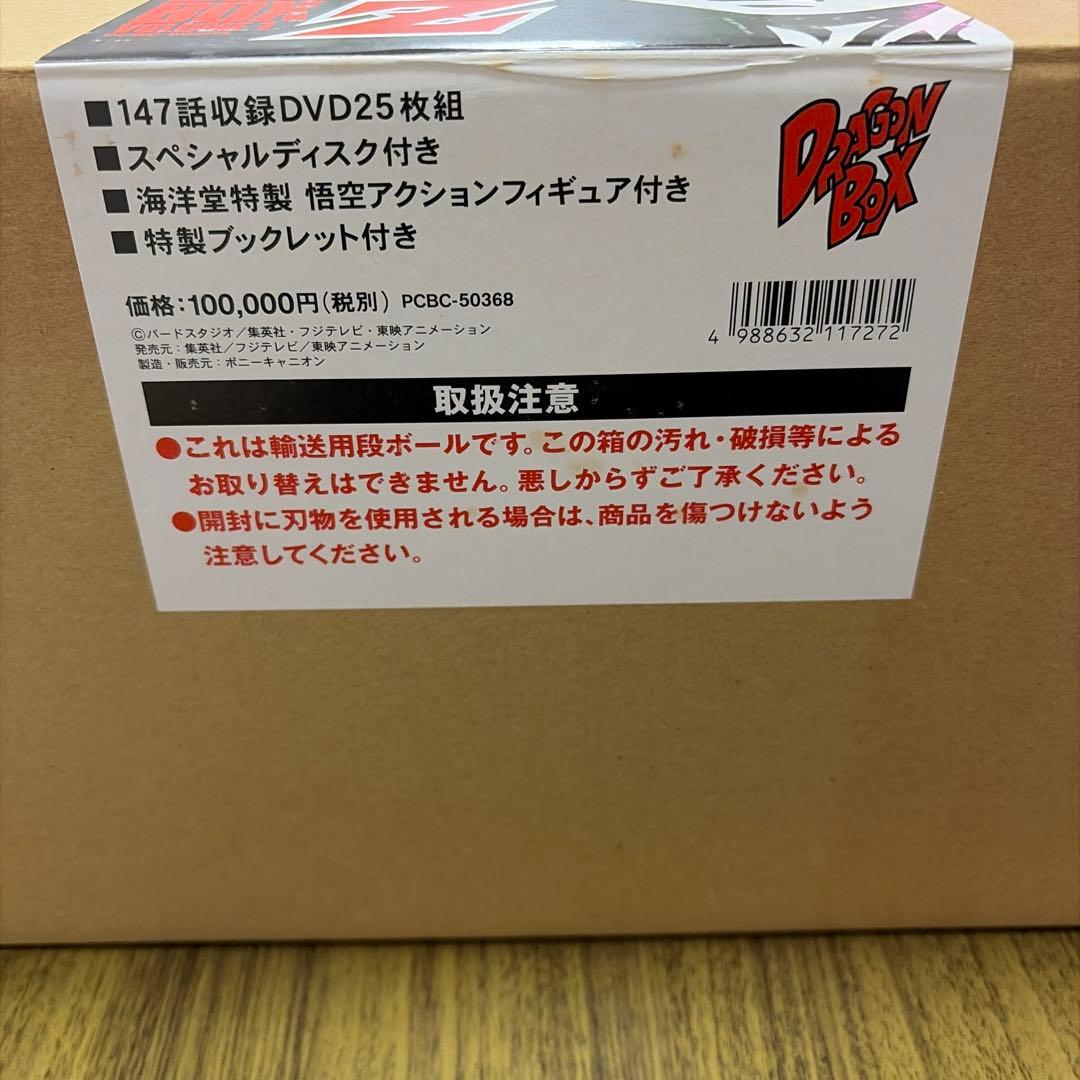 BOX
Z
■147話収録DVD25枚組
■スペシャルディスク付き
■海洋堂特製 悟空アクションフィギュア付き
■特製ブックレット付き
DRAGON
BOX
価格:100,000円(税別) PCBC-50368
©バードスタジオ/集英社・フジテレビ・東映アニメーション
発売元:集英社/フジテレビ/東映アニメーション
製造・販売元:ポニーキャニオン
4 988632 117272
取扱注意
●これは輸送用段ボールです。この箱の汚れ・破損等による
お取り替えはできません。悪しからずご了承ください。
●開封に刃物を使用される場合は、商品を傷つけないよう
注意してください。